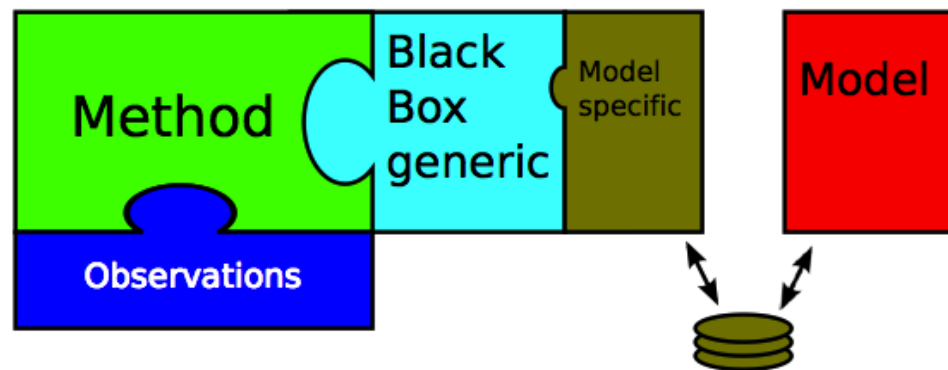 Method
Black
Box
generic
Model
specific
Model
Observations